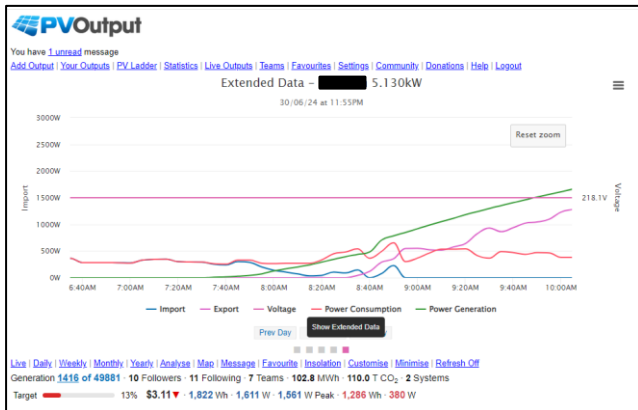 PVOutput
You have 1 unread message
Add Output | Your Outputs | PV Ladder | Statistics | Live Outputs | Teams | Favourites | Settings | Community | Donations | Help | Logout
Extended Data - 5.130kW
30/06/24 at 11:55PM
Reset zoom
3000W
2500W
2000W
1500W
1000W
500W
0W
Import
218.1V
Voltage
6:40AM 7:00AM 7:20AM 7:40AM 8:00AM 8:20AM 8:40AM 9:00AM 9:20AM 9:40AM 10:00AM
Import Export Voltage Power Consumption Power Generation
Prev Day Show Extended Data
Live | Daily | Weekly | Monthly | Yearly | Analyse | Map | Message | Favourite | Insolation | Customise | Minimise | Refresh Off
Generation 1416 of 49881 · 10 Followers · 11 Following · 7 Teams · 102.8 MWh · 110.0 T CO2 · 2 Systems
Target 13% $3.11▼ · 1,822 Wh · 1,611 W · 1,561 W Peak · 1,286 Wh · 380 W